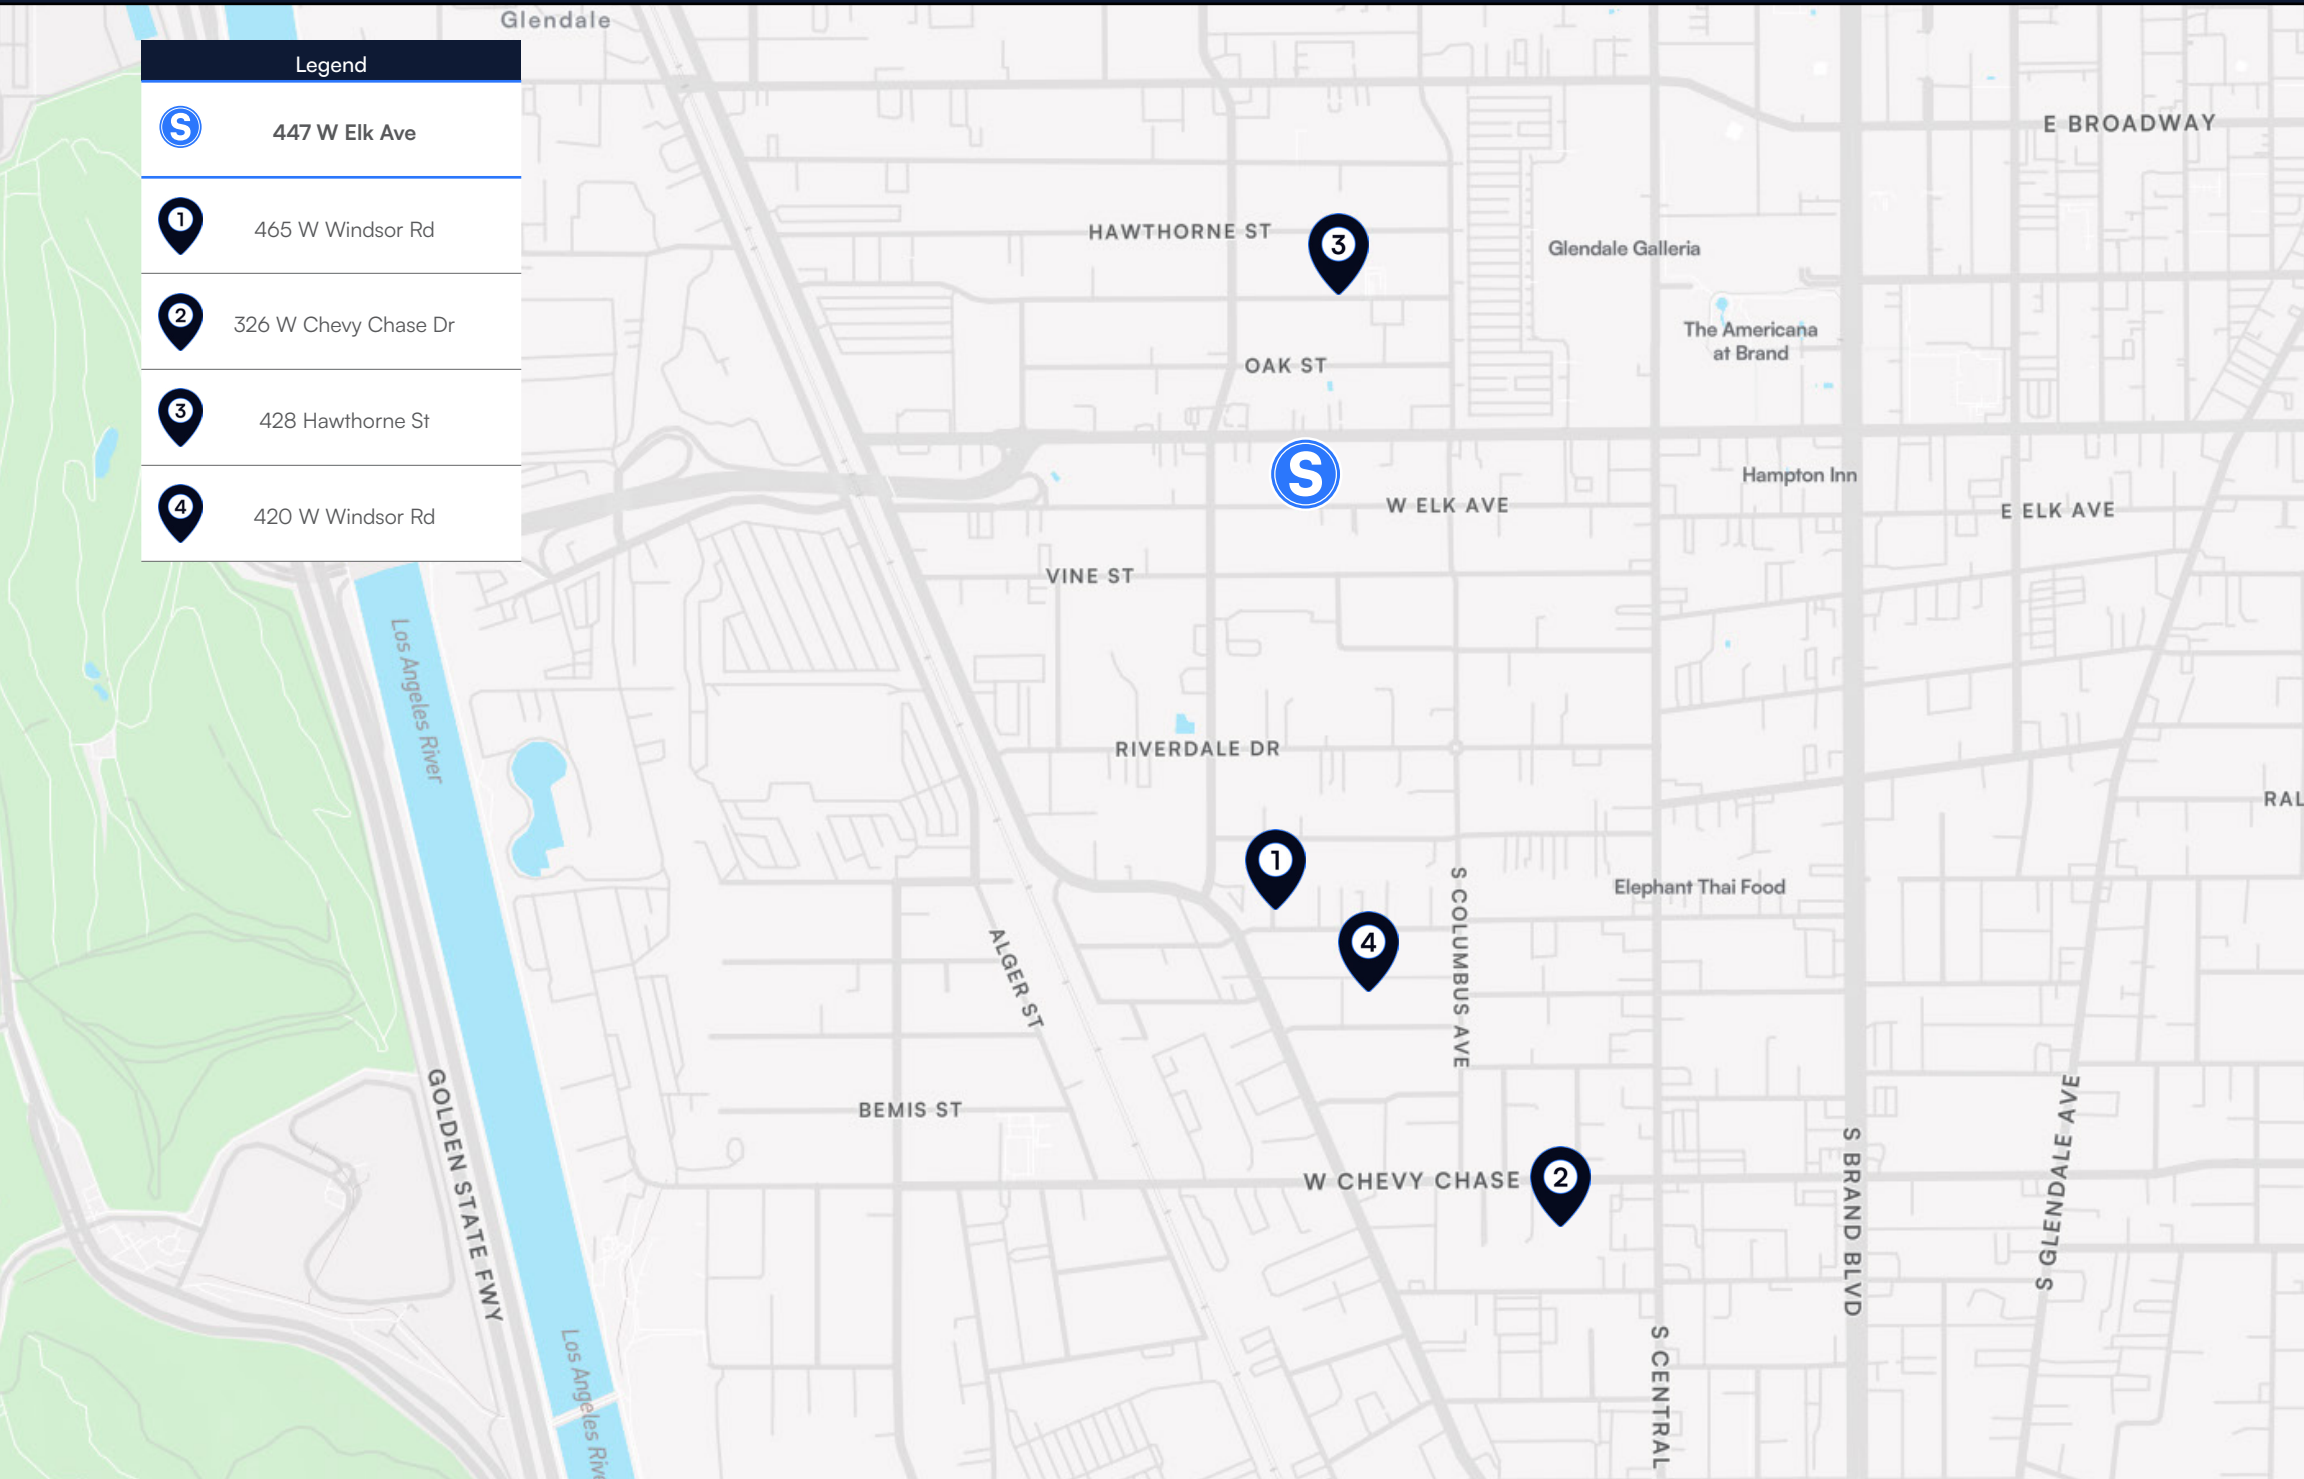 Glendale
Legend
S
447 W Elk Ave
1
465 W Windsor Rd
2
326 W Chevy Chase Dr
3
428 Hawthorne St
4
420 W Windsor Rd
E BROADWAY
HAWTHORNE ST
3
Glendale Galleria
The Americana
at Brand
OAK ST
S
Hampton Inn
W ELK AVE
E ELK AVE
VINE ST
Los Angeles River
RIVERDALE DR
RAL
1
Elephant Thai Food
4
S COLUMBUS AVE
ALGER ST
BEMIS ST
GOLDEN STATE FWY
W CHEVY CHASE
2
S BRAND BLVD
S GLENDALE AVE
S CENTRAL
Los Angeles Rive